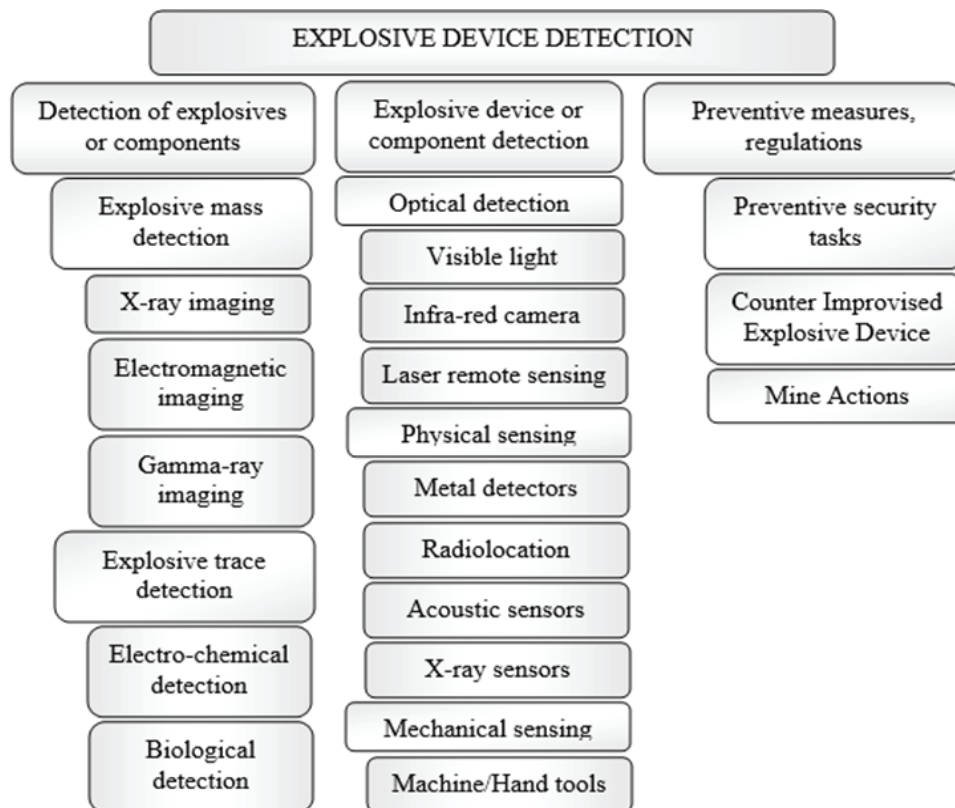 EXPLOSIVE DEVICE DETECTION
Detection of explosives
or components
Explosive mass
detection
X-ray imaging
Electromagnetic
imaging
Gamma-ray
imaging
Explosive trace
detection
Electro-chemical
detection
Biological
detection
Explosive device or
component detection
Optical detection
Visible light
Infra-red camera
Laser remote sensing
Physical sensing
Metal detectors
Radiolocation
Acoustic sensors
X-ray sensors
Mechanical sensing
Machine/Hand tools
Preventive measures,
regulations
Preventive security
tasks
Counter Improvised
Explosive Device
Mine Actions